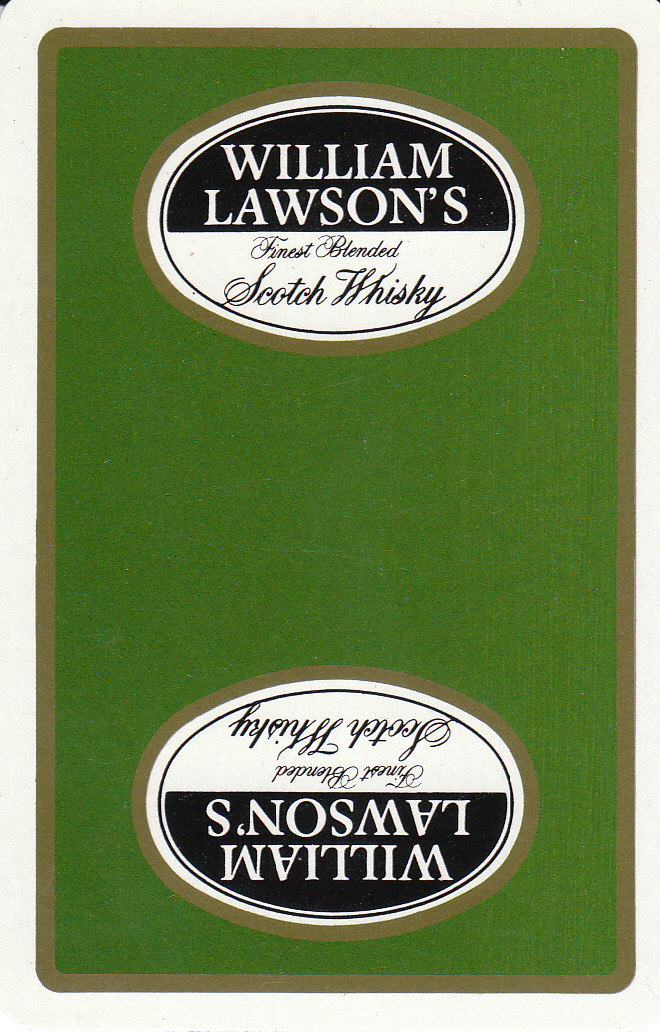 WILLIAM
LAWSON'S
Finest Blended
Scotch Whisky
Scotch Whisky
Finest Blended
LAWSON'S
WILLIAM